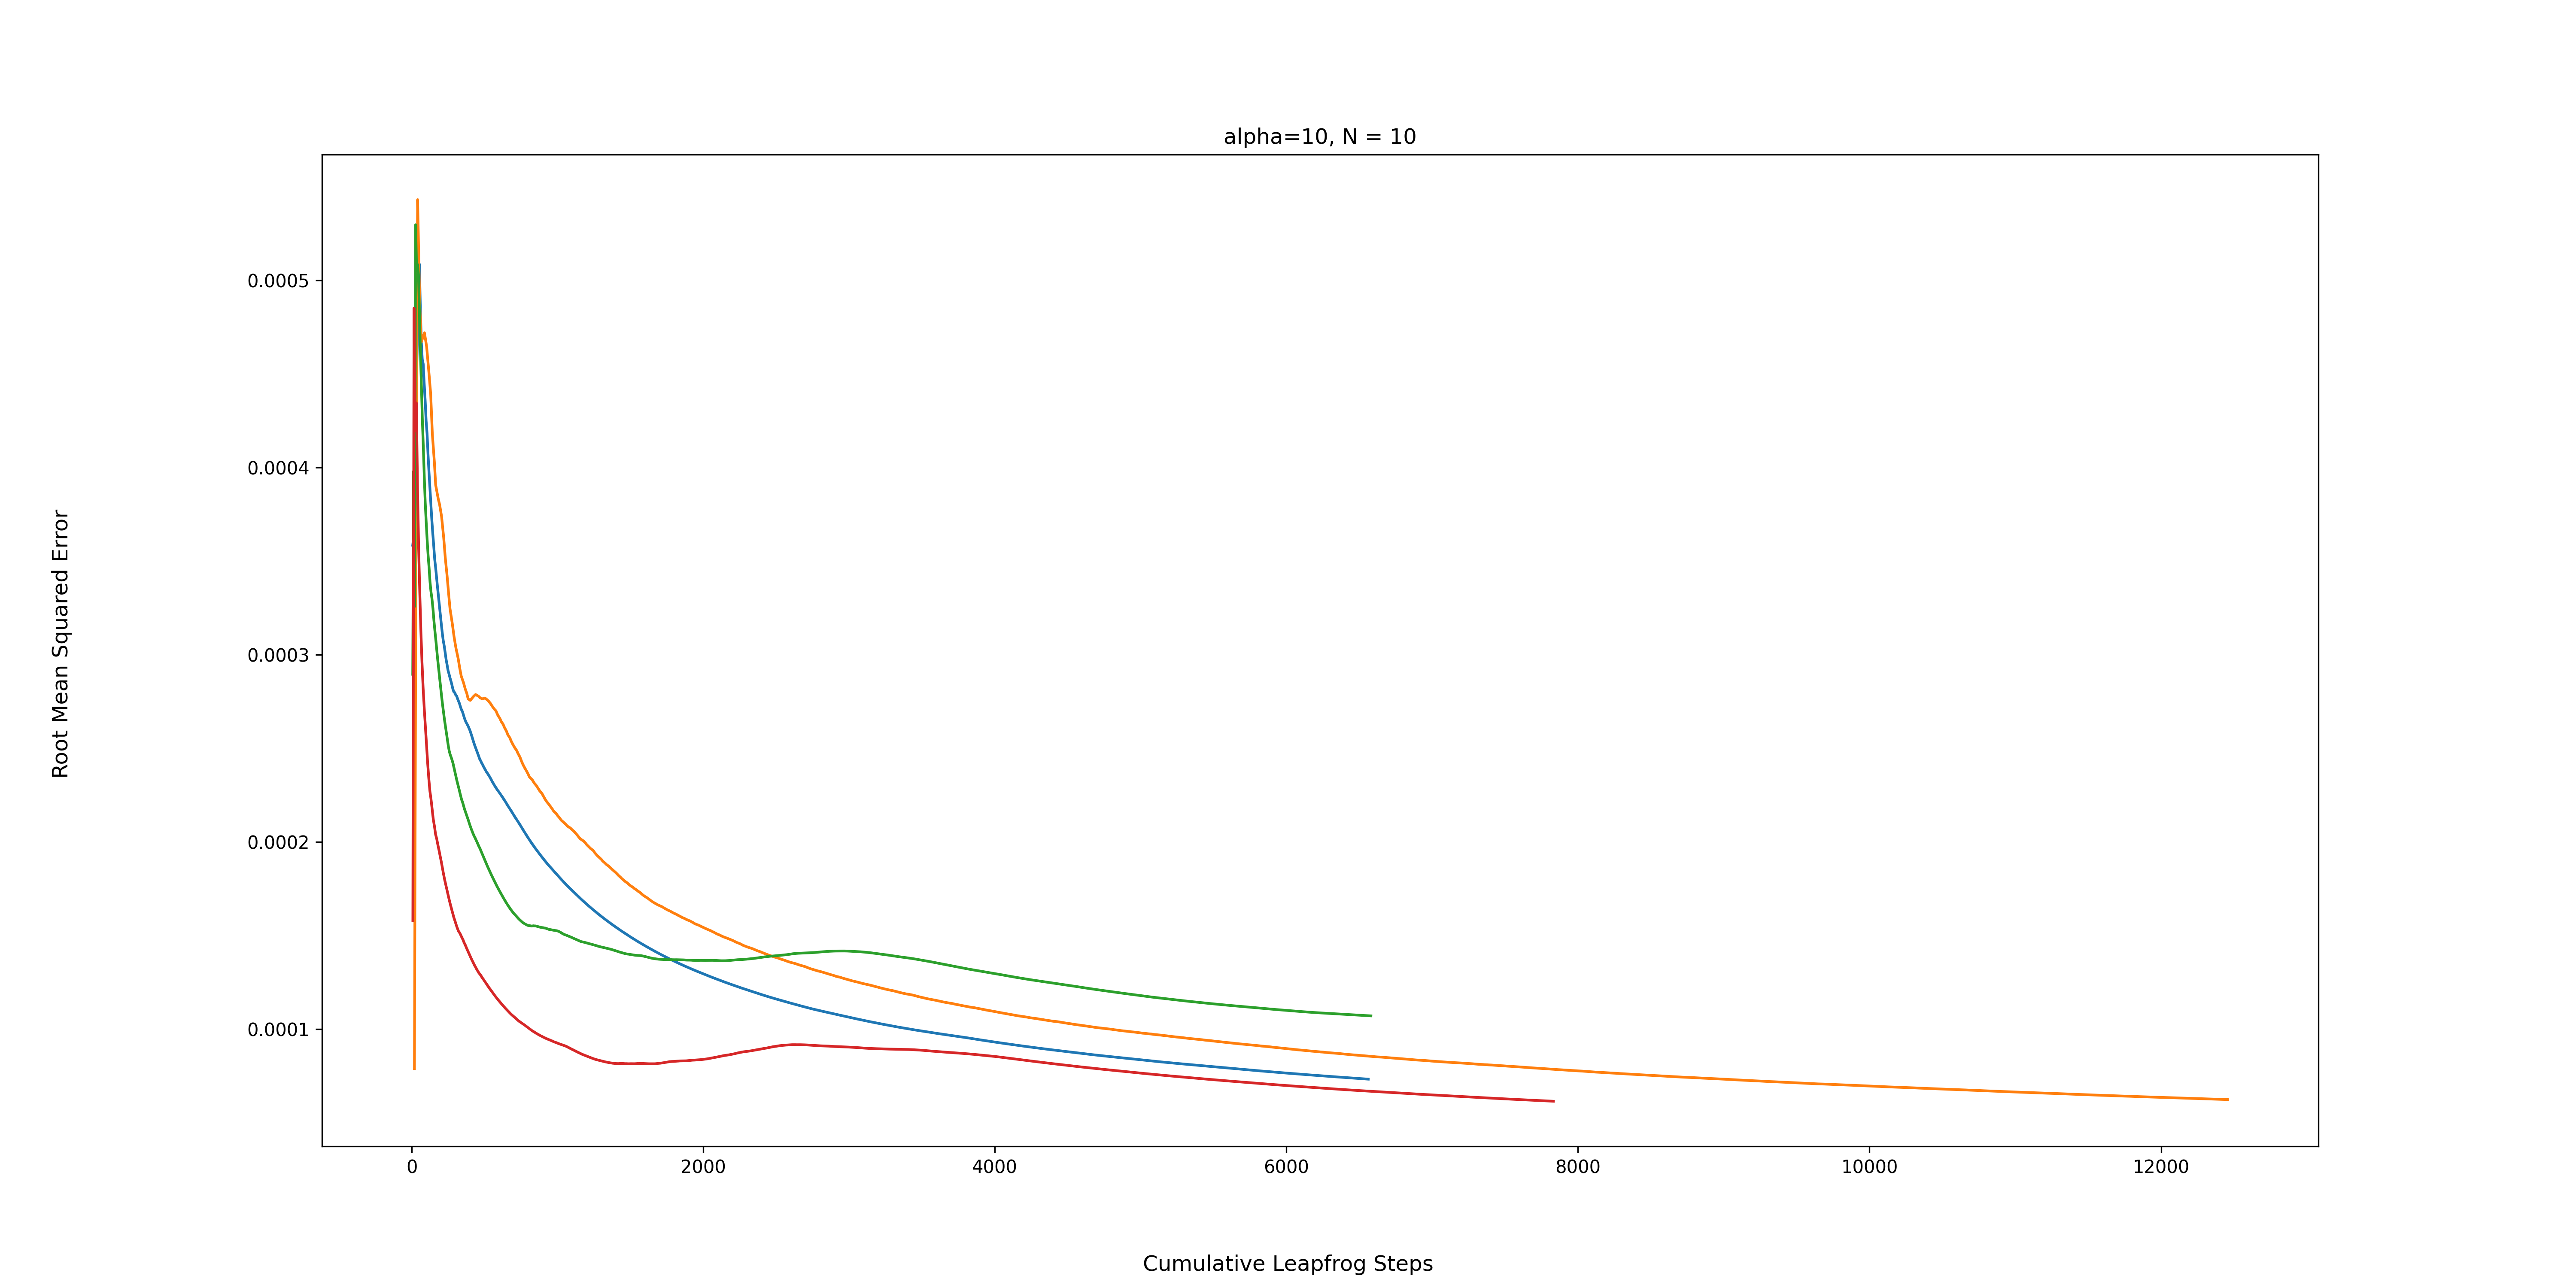 alpha=10, N = 10
Root Mean Squared Error
0.0005
0.0004
0.0003
0.0002
0.0001
0 2000 4000 6000 8000 10000 12000
Cumulative Leapfrog Steps